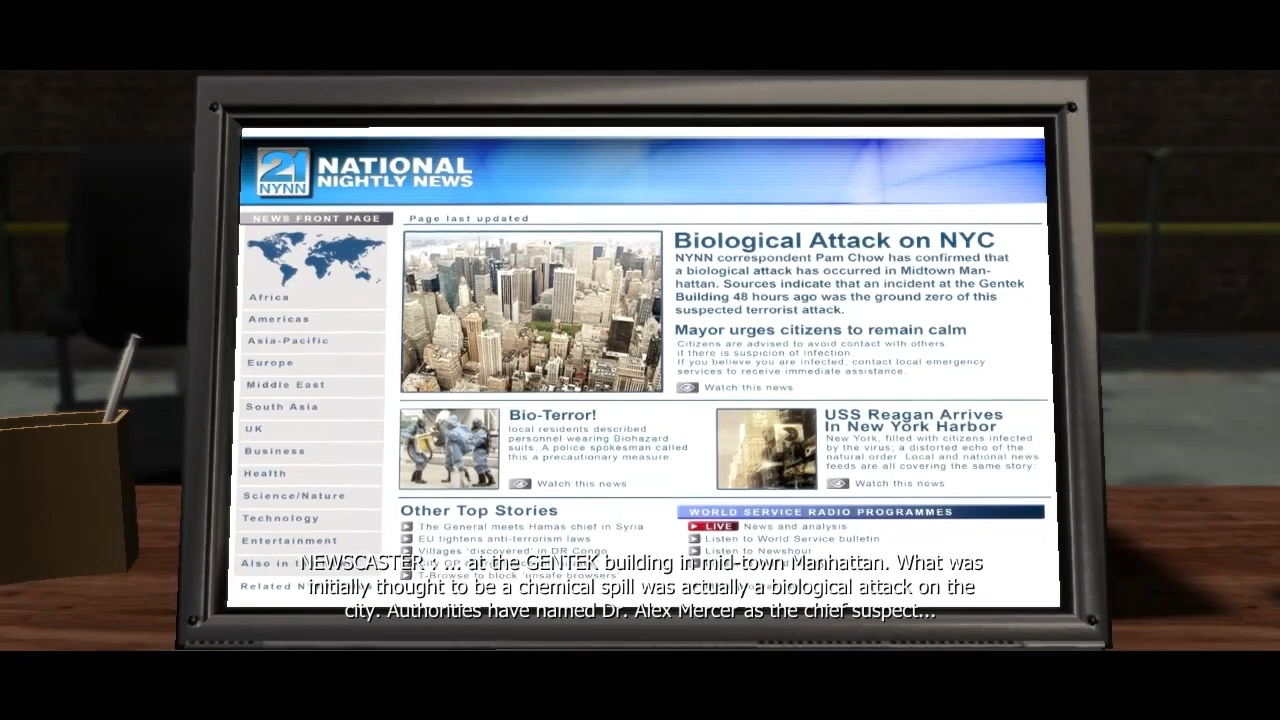 21
NYNN
NATIONAL
NIGHTLY NEWS
NEWS FRONT PAGE
Africa
Americas
Asia-Pacific
Europe
Middle East
South Asia
UK
Business
Health
Science/Nature
Technology
Entertainment
Also in
Related
Page last updated
Biological Attack on NYC
NYNN correspondent Pam Chow has confirmed that
a biological attack has occurred in Midtown Man-
hattan. Sources indicate that an incident at the Gentek
Building 48 hours ago was the ground zero of this
suspected terrorist attack.
Mayor urges citizens to remain calm
Citizens are advised to avoid contact with others
if there is suspicion of infection.
If you believe you are infected, contact local emergency
services to receive immediate assistance.
Watch this news
Bio-Terror!
local residents described
personnel wearing Biohazard
suits. A police spokesman called
this a precautionary measure
Watch this news
USS Reagan Arrives
In New York Harbor
New York, filled with citizens infected
by the virus; a distorted echo of the
natural order. Local and national news
feeds are all covering the same story:
Watch this news
Other Top Stories
The General meets Hamas chief in Syria
EU tightens anti-terrorism laws
Villages 'discovered' in DR Congo
T-Browse to block 'unsafe browsers'
WORLD SERVICE RADIO PROGRAMMES
LIVE News and analysis
Listen to World Service bulletin
Listen to Newshour
NEWSCASTER : ... at the GENTEK building in mid-town Manhattan. What was
initially thought to be a chemical spill was actually a biological attack on the
city. Authorities have named Dr. Alex Mercer as the chief suspect...